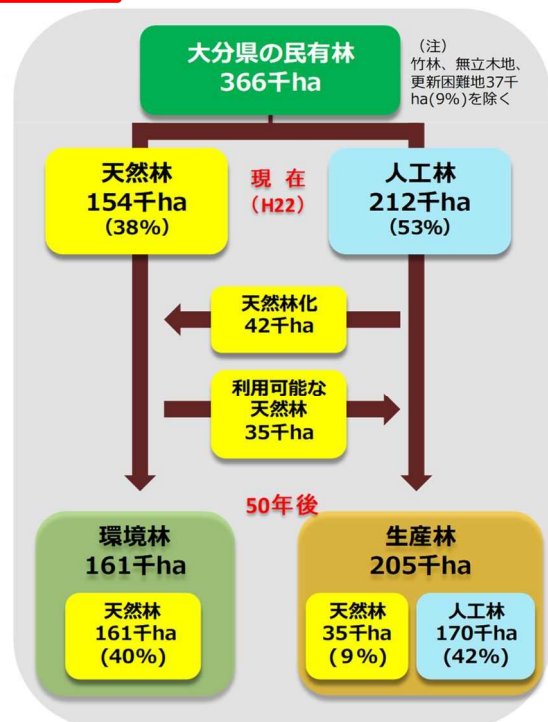 大分県の民有林
366千ha
(注)
竹林、無立木地、
更新困難地37千
ha(9%)を除く
天然林
154千ha
(38%)
現 在
(H22)
人工林
212千ha
(53%)
天然林化
42千ha
利用可能な
天然林
35千ha
50年後
環境林
161千ha
天然林
161千ha
(40%)
生産林
205千ha
天然林
35千ha
(9%)
人工林
170千ha
(42%)